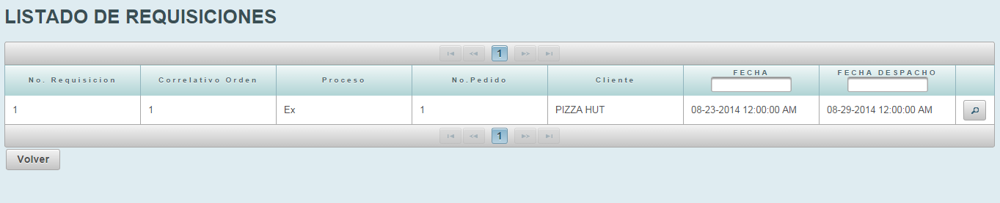 LISTADO DE REQUISICIONES
1
No. Requisicion Correlativo Orden Proceso No.Pedido Cliente FECHA FECHA DESPACHO
1 1 Ex 1 PIZZA HUT 08-23-2014 12:00:00 AM 08-29-2014 12:00:00 AM
1
Volver